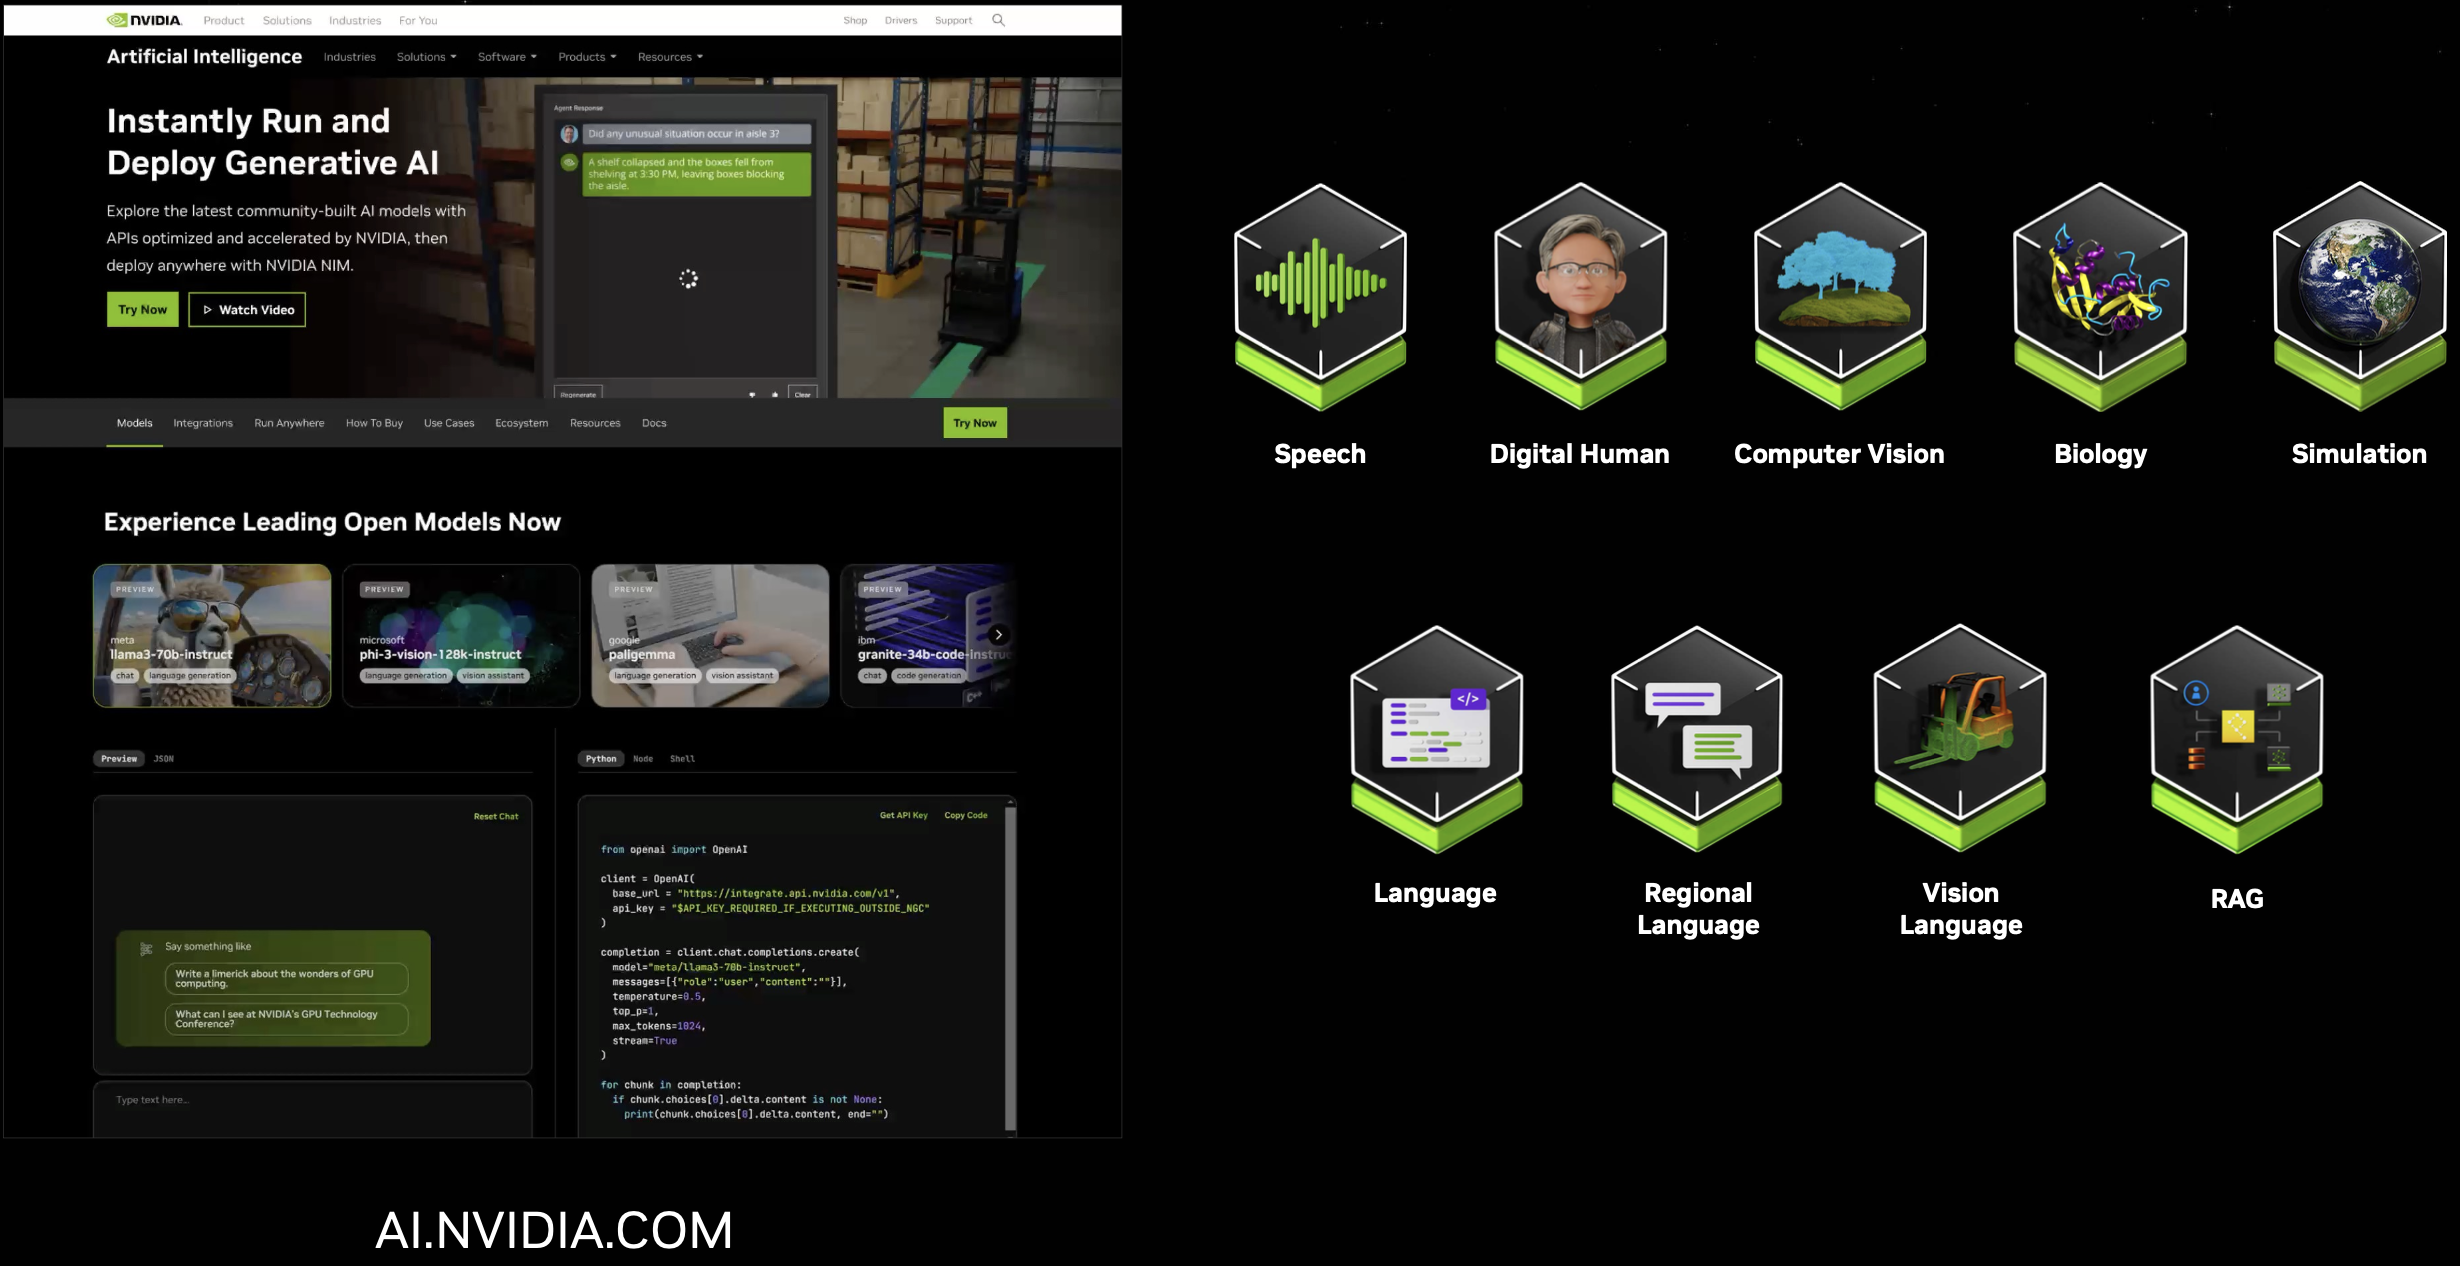 NVIDIA.
Product
Solutions
Industries
For You
Shop
Drivers
Support
Artificial Intelligence
Industries
Solutions
Software
Products
Resources
Instantly Run and
Deploy Generative AI
Explore the latest community-built AI models with
APIs optimized and accelerated by NVIDIA, then
deploy anywhere with NVIDIA NIM.
Try Now
Watch Video
Agent Response
Did any unusual situation occur in aisle 3?
A shelf collapsed and the boxes fell from
shelving at 3:30 PM, leaving boxes blocking
the aisle.
Regenerate
Clear
Models
Integrations
Run Anywhere
How To Buy
Use Cases
Ecosystem
Resources
Docs
Try Now
Experience Leading Open Models Now
PREVIEW
meta
llama3-70b-instruct
chat
language generation
PREVIEW
microsoft
phi-3-vision-128k-instruct
language generation
vision assistant
PREVIEW
google
paligemma
language generation
vision assistant
PREVIEW
ibm
granite-34b-code-instruc
chat
code generation
Preview
JSON
Reset Chat
Say something like
Write a limerick about the wonders of GPU
computing.
What can I see at NVIDIA's GPU Technology
Conference?
Type text here...
Python
Node
Shell
Get API Key
Copy Code
from openai import OpenAI
client = OpenAI(
base_url = "https://integrate.api.nvidia.com/v1",
api_key = "$API_KEY_REQUIRED_IF_EXECUTING_OUTSIDE_NGC"
)
completion = client.chat.completions.create(
model="meta/llama3-70b-instruct",
messages=[{"role":"user","content":""}],
temperature=0.5,
top_p=1,
max_tokens=1024,
stream=True
)
for chunk in completion:
if chunk.choices[0].delta.content is not None:
print(chunk.choices[0].delta.content, end="")
AI.NVIDIA.COM
Speech
Digital Human
Computer Vision
Biology
Simulation
</>
Language
Regional
Language
Vision
Language
RAG